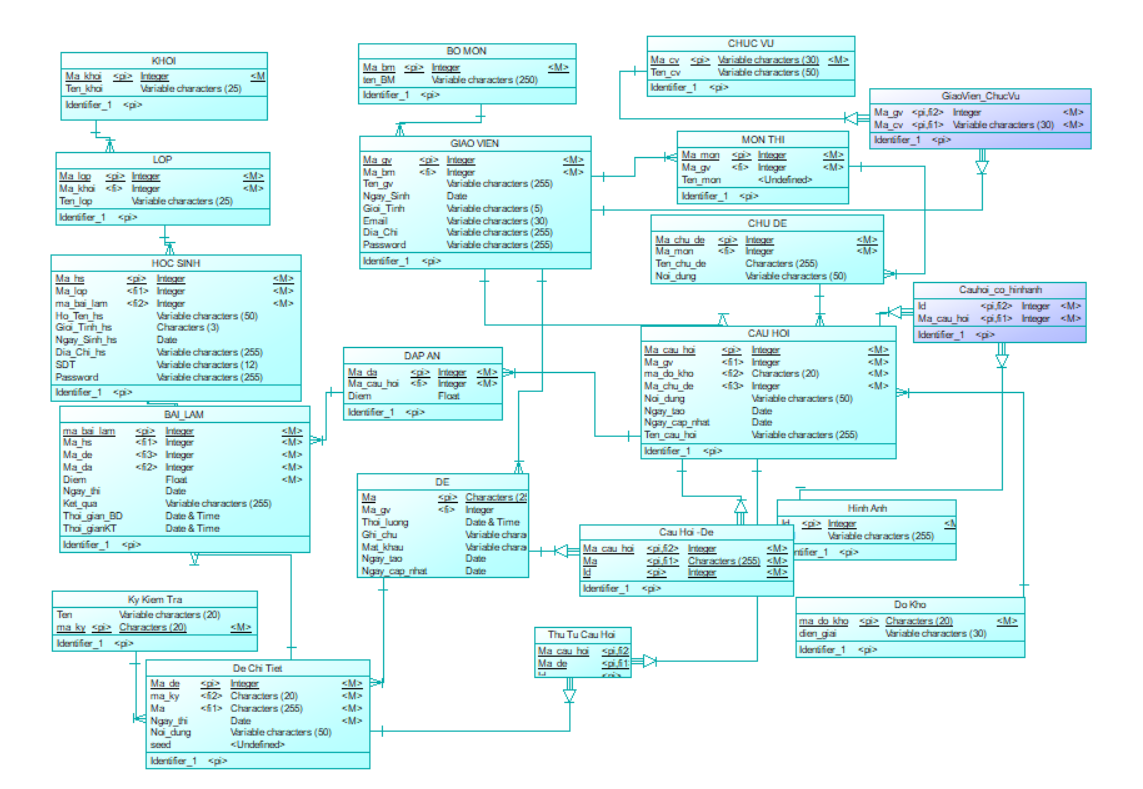 KHOI
Ma_khoi <pi> Integer <M
Ten_khoi Variable characters (25)
Identifier_1 <pi>
LOP
Ma_lop <pi> Integer <M>
Ma_khoi <fi> Integer <M>
Ten_lop Variable characters (25)
Identifier_1 <pi>
HOC SINH
Ma_hs <pi> Integer <M>
Ma_lop <fi1> Integer <M>
ma_bai_lam <fi2> Integer <M>
Ho_Ten_hs Variable characters (50)
Gioi_Tinh_hs Characters (3)
Ngay_Sinh_hs Date
Dia_Chi_hs Variable characters (255)
SDT Variable characters (12)
Password Variable characters (255)
Identifier_1 <pi>
BAI_LAM
ma_bai_lam <pi> Integer <M>
Ma_hs <fi1> Integer <M>
Ma_de <fi3> Integer <M>
Ma_da <fi2> Integer <M>
Diem Float <M>
Ngay_thi Date
Ket_qua Variable characters (255)
Thoi_gian_BD Date & Time
Thoi_gianKT Date & Time
Identifier_1 <pi>
Ky Kiem Tra
Ten Variable characters (20)
ma_ky <pi> Characters (20) <M>
Identifier_1 <pi>
De Chi Tiet
Ma_de <pi> Integer <M>
ma_ky <fi2> Characters (20) <M>
Ma <fi1> Characters (255) <M>
Ngay_thi Date <M>
Noi_dung Variable characters (50)
seed <Undefined>
Identifier_1 <pi>
BO MON
Ma_bm <pi> Integer <M>
ten_BM Variable characters (250)
Identifier_1 <pi>
GIAO VIEN
Ma_gv <pi> Integer <M>
Ma_bm <fi> Integer <M>
Ten_gv Variable characters (255)
Ngay_Sinh Date
Gioi_Tinh Variable characters (5)
Email Variable characters (30)
Dia_Chi Variable characters (255)
Password Variable characters (255)
Identifier_1 <pi>
DAP AN
Ma_da <pi> Integer <M>
Ma_cau_hoi <fi> Integer <M>
Diem Float
Identifier_1 <pi>
DE
Ma <pi> Characters (25
Ma_gv <fi> Integer
Thoi_luong Date & Time
Ghi_chu Variable chara
Mat_khau Variable chara
Ngay_tao Date
Ngay_cap_nhat Date
CHUC VU
Ma_cv <pi> Variable characters (30) <M>
Ten_cv Variable characters (50)
Identifier_1 <pi>
GiaoVien_ChucVu
Ma_gv <pi,fi2> Integer <M>
Ma_cv <pi,fi1> Variable characters (30) <M>
Identifier_1 <pi>
MON THI
Ma_mon <pi> Integer <M>
Ma_gv <fi> Integer <M>
Ten_mon <Undefined>
Identifier_1 <pi>
CHU DE
Ma_chu_de <pi> Integer <M>
Ma_mon <fi> Integer <M>
Ten_chu_de Characters (255)
Noi_dung Variable characters (50)
Cauhoi_co_hinhanh
Id <pi,fi2> Integer <M>
Ma_cau_hoi <pi,fi1> Integer <M>
Identifier_1 <pi>
CAU HOI
Ma_cau_hoi <pi> Integer <M>
Ma_gv <fi1> Integer <M>
ma_do_kho <fi2> Characters (20) <M>
Ma_chu_de <fi3> Integer <M>
Noi_dung Variable characters (50)
Ngay_tao Date
Ngay_cap_nhat Date
Ten_cau_hoi Variable characters (255)
Identifier_1 <pi>
Hinh Anh
Id <pi> Integer <M
Variable characters (255)
<pi>
Cau Hoi -De
Ma_cau_hoi <pi,fi2> Integer <M>
Ma <pi,fi1> Characters (255) <M>
Id <pi> Integer <M>
Identifier_1 <pi>
Do Kho
ma_do_kho <pi> Characters (20) <M>
dien_giai Variable characters (30)
Identifier_1 <pi>
Thu Tu Cau Hoi
Ma_cau_hoi <pi,fi2
Ma_de <pi,fi1